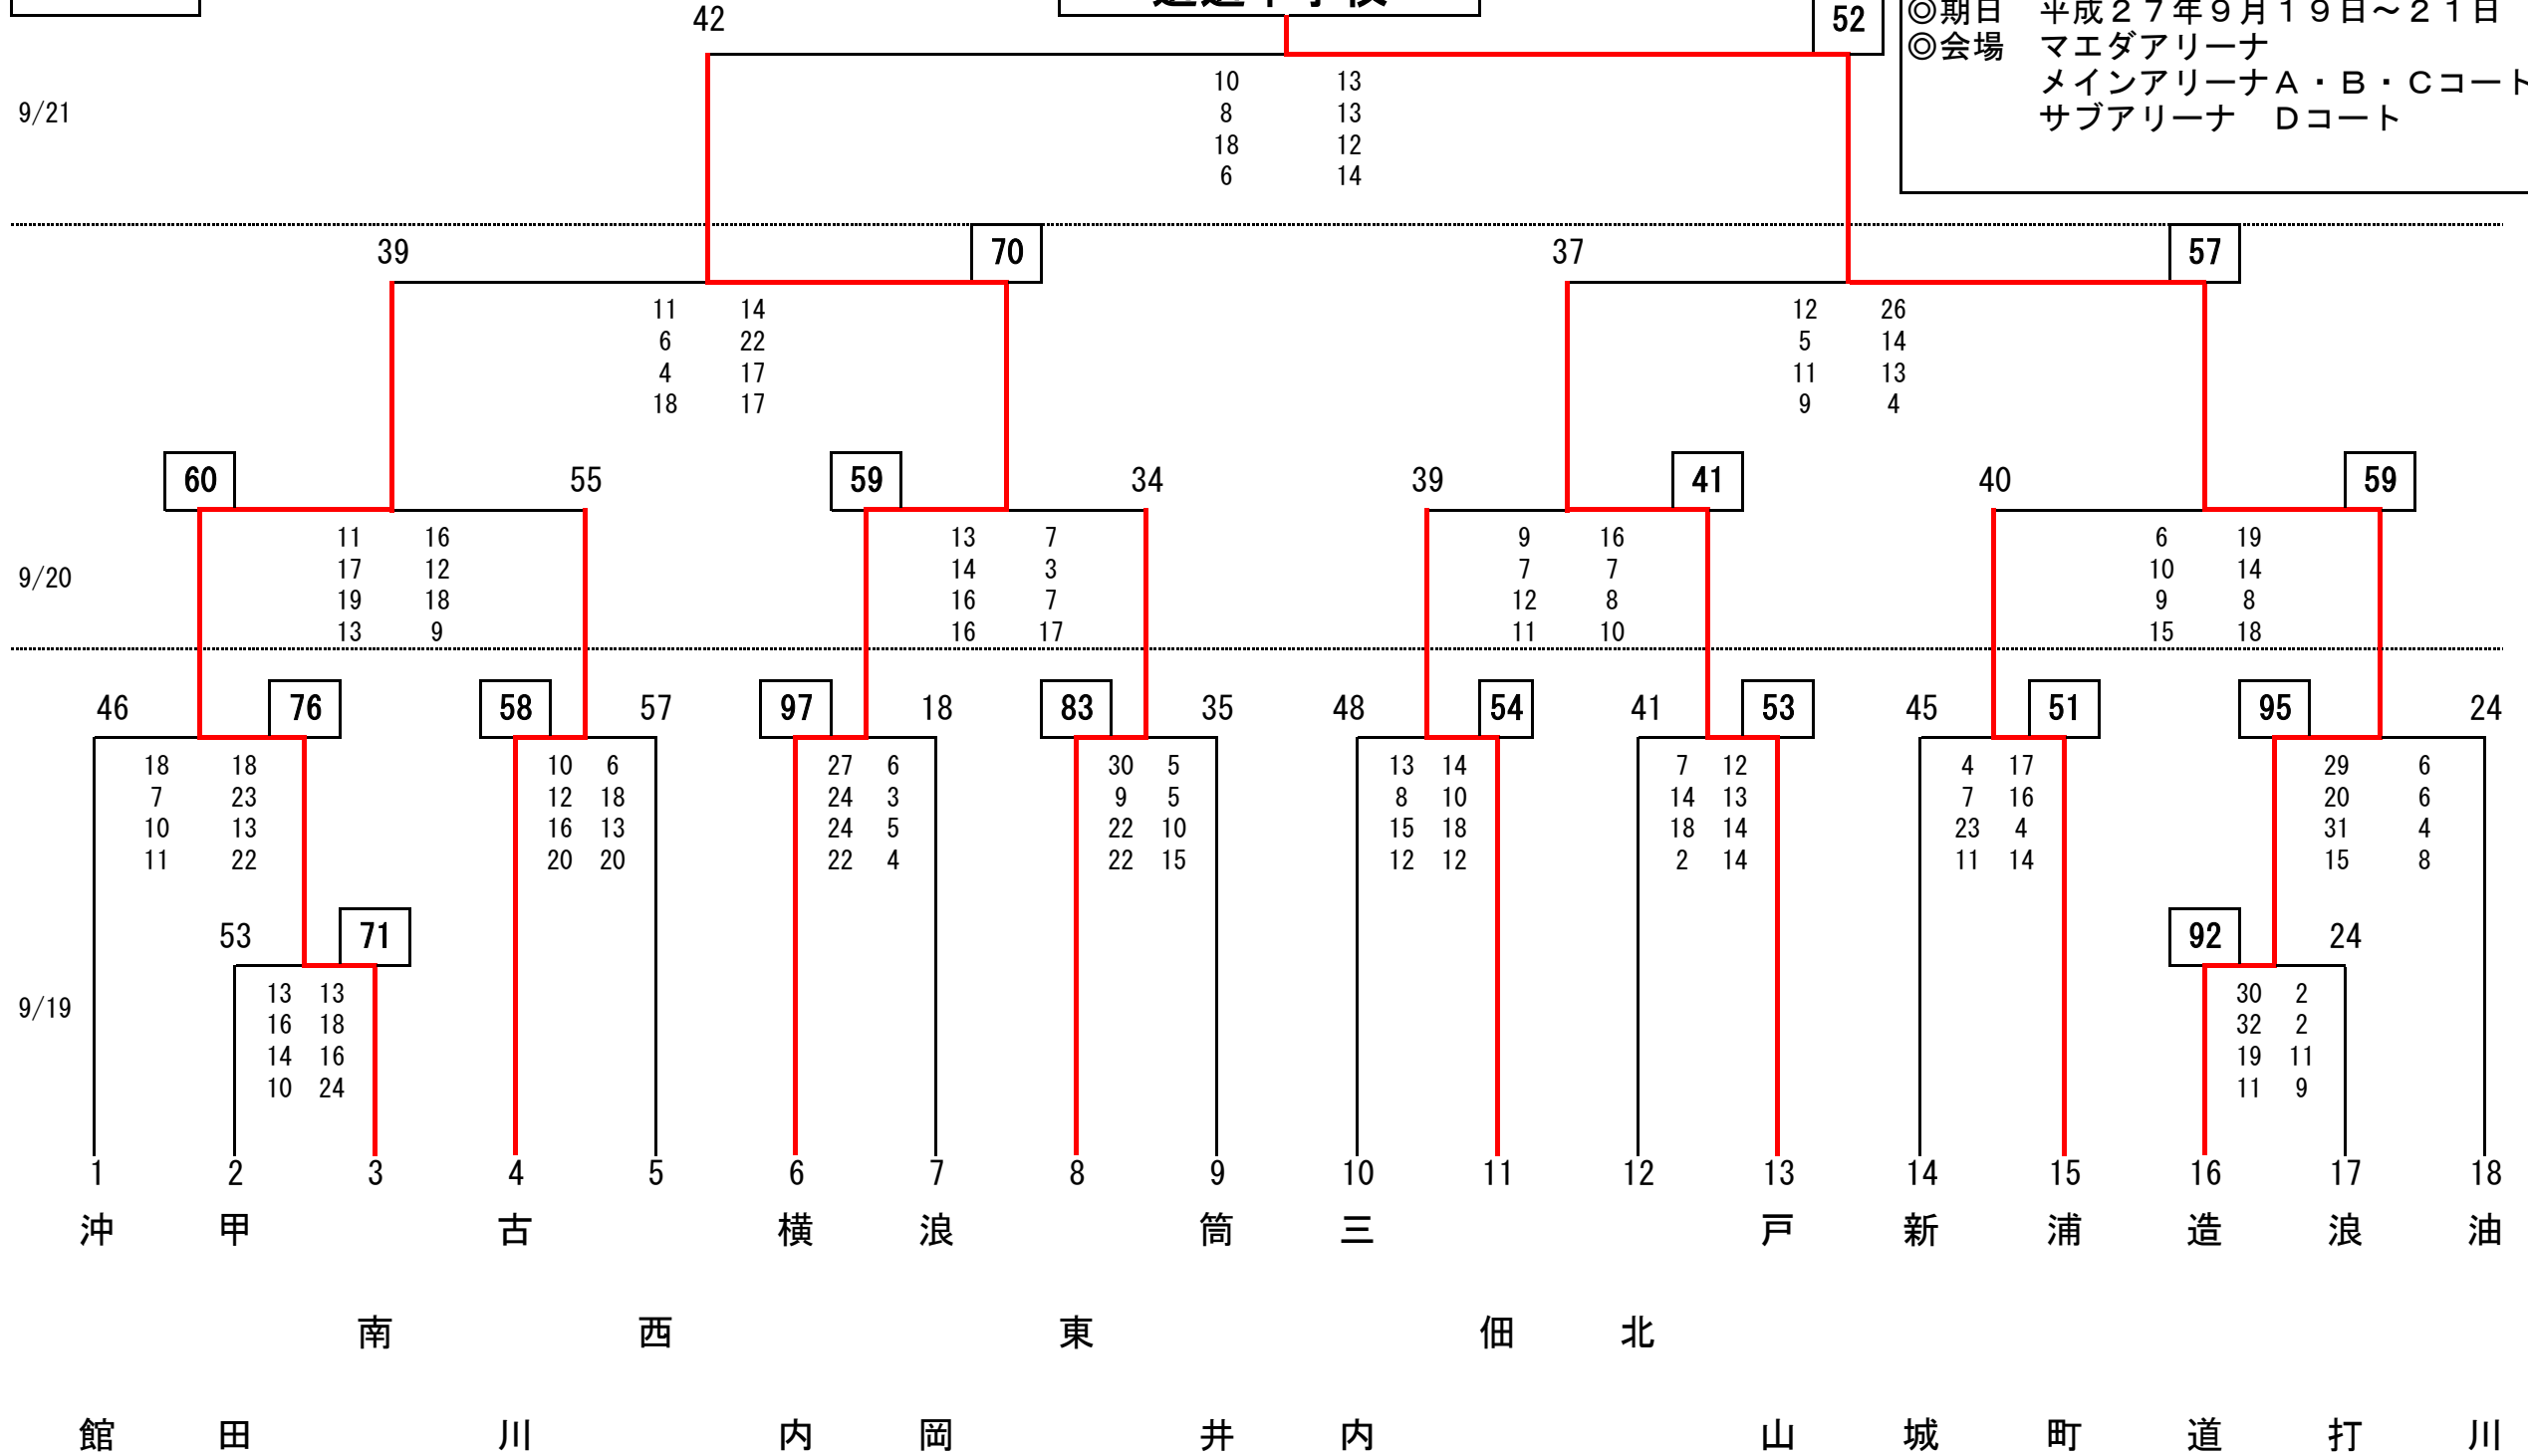 42
52
◎期日　平成２７年９月１９日～２１日
◎会場　マエダアリーナ
メインアリーナＡ・Ｂ・Ｃコート
サブアリーナ　Ｄコート
9/21
10 13
8 13
18 12
6 14
39 70 37 57
11 14 12 26
6 22 5 14
4 17 11 13
18 17 9 4
60 55 59 34 39 41 40 59
9/20
11 16 13 7 9 16 6 19
17 12 14 3 7 7 10 14
19 18 16 7 12 8 9 8
13 9 16 17 11 10 15 18
46 76 58 57 97 18 83 35 48 54 41 53 45 51 95 24
18 18 10 6 27 6 30 5 13 14 7 12 4 17 29 6
7 23 12 18 24 3 9 5 8 10 14 13 7 16 20 6
10 13 16 13 24 5 22 10 15 18 18 14 23 4 31 4
11 22 20 20 22 4 22 15 12 12 2 14 11 14 15 8
53 71 92 24
9/19
13 13 30 2
16 18 32 2
14 16 19 11
10 24 11 9
1 2 3 4 5 6 7 8 9 10 11 12 13 14 15 16 17 18
沖館
甲田
南
古川
西
横内
浪岡
東
筒井
三内
佃
北
戸山
新城
浦町
造道
浪打
油川